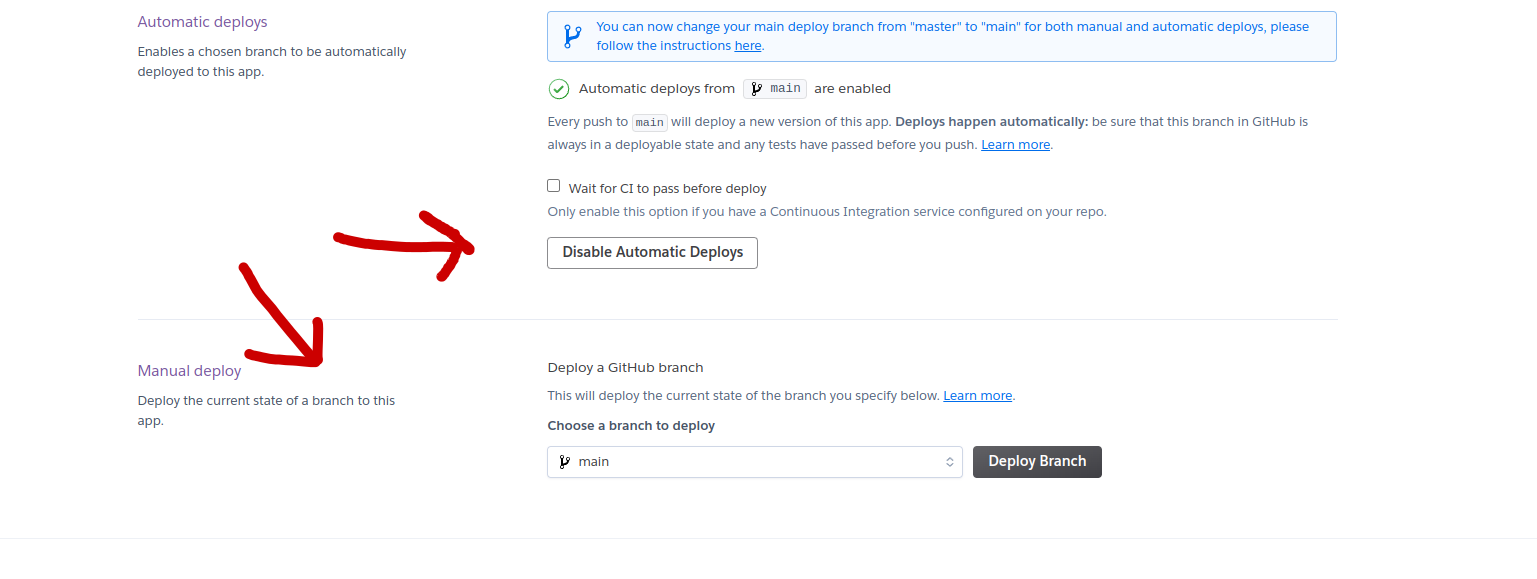 Automatic deploys
Enables a chosen branch to be automatically
deployed to this app.
You can now change your main deploy branch from "master" to "main" for both manual and automatic deploys, please
follow the instructions here.
Automatic deploys from main are enabled
Every push to main will deploy a new version of this app. Deploys happen automatically: be sure that this branch in GitHub is
always in a deployable state and any tests have passed before you push. Learn more.
Wait for CI to pass before deploy
Only enable this option if you have a Continuous Integration service configured on your repo.
Disable Automatic Deploys
Manual deploy
Deploy the current state of a branch to this
app.
Deploy a GitHub branch
This will deploy the current state of the branch you specify below. Learn more.
Choose a branch to deploy
main
Deploy Branch